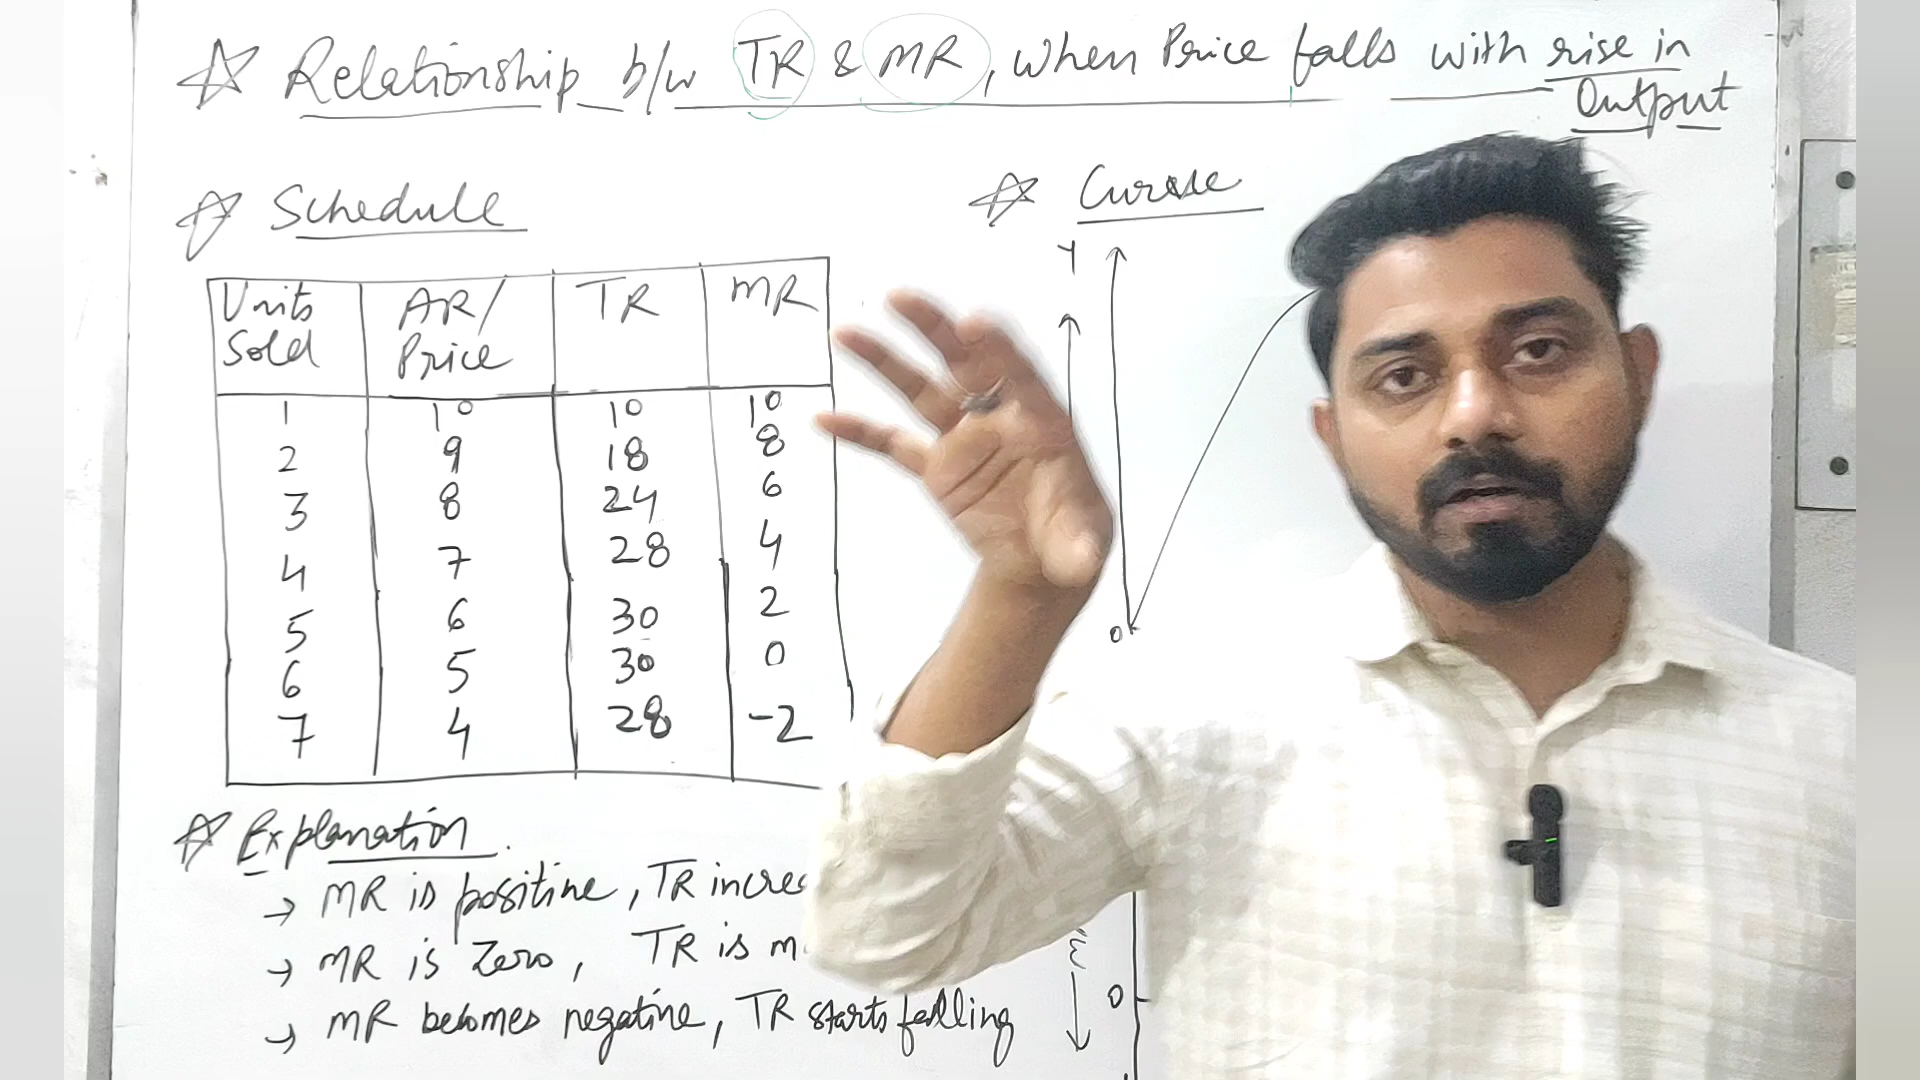 Relationship b/w TR & MR, when Price falls with rise in
Output
Schedule
Units Sold AR/Price TR MR
1 10 10 10
2 9 18 8
3 8 24 6
4 7 28 4
5 6 30 2
6 5 30 0
7 4 28 -2
Explanation.
→ MR is positive, TR increa
→ MR is Zero, TR is m
→ MR becomes negative, TR starts falling
Curve
Y
0
0